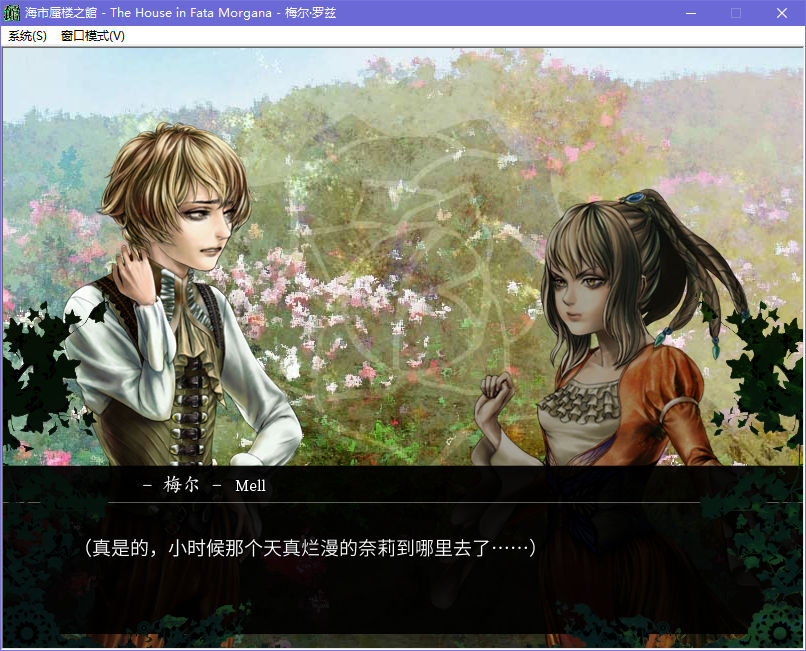 海市蜃楼之館 - The House in Fata Morgana - 梅尔·罗兹
系统(S) 窗口模式(V)
– 梅尔 – Mell
（真是的，小时候那个天真烂漫的奈莉到哪里去了……）